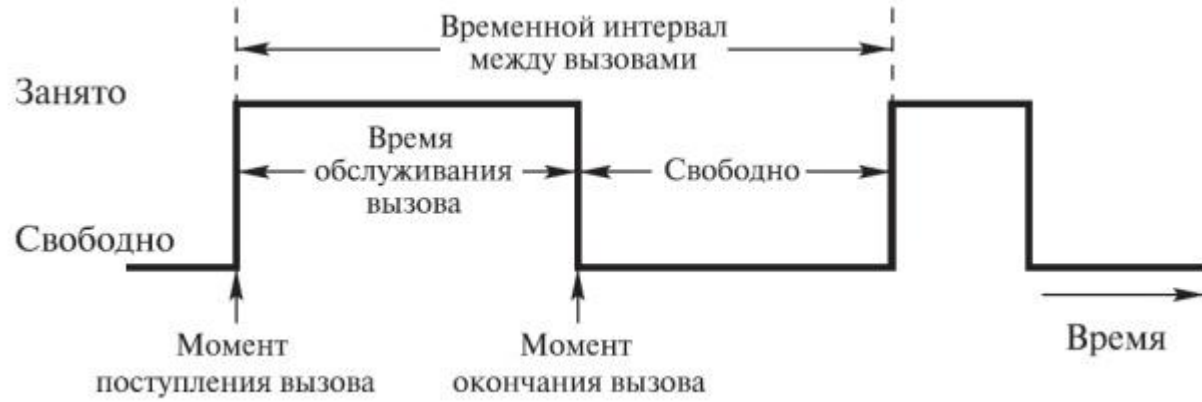 Временной интервал
между вызовами
Занято
Время
обслуживания
вызова
Свободно
Свободно
Момент
поступления вызова
Момент
окончания вызова
Время